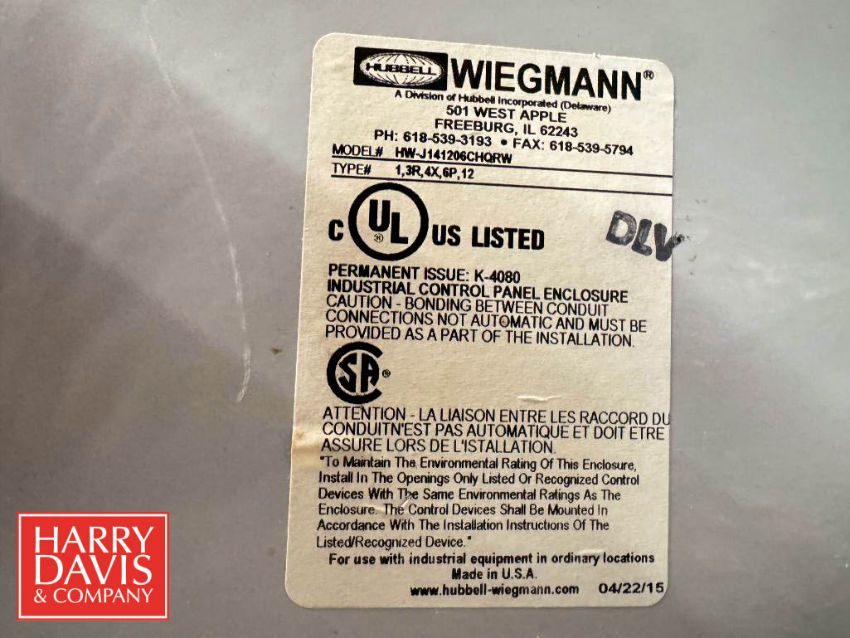 HUBBELL WIEGMANN®
A Division of Hubbell Incorporated (Delaware)
501 WEST APPLE
FREEBURG, IL 62243
PH: 618-539-3193 • FAX: 618-539-5794
MODEL# HW-J141206CHQRW
TYPE# 1,3R,4X,6P,12
C UL ® US LISTED
DLV
PERMANENT ISSUE: K-4080
INDUSTRIAL CONTROL PANEL ENCLOSURE
CAUTION - BONDING BETWEEN CONDUIT
CONNECTIONS NOT AUTOMATIC AND MUST BE
PROVIDED AS A PART OF THE INSTALLATION.
SA ®
ATTENTION - LA LIAISON ENTRE LES RACCORD DU
CONDUITN'EST PAS AUTOMATIQUE ET DOIT ETRE
ASSURE LORS DE L'ISTALLATION.
"To Maintain The Environmental Rating Of This Enclosure,
Install In The Openings Only Listed Or Recognized Control
Devices With The Same Environmental Ratings As The
Enclosure. The Control Devices Shall Be Mounted In
Accordance With The Installation Instructions Of The
Listed/Recognized Device."
For use with industrial equipment in ordinary locations
Made in U.S.A.
www.hubbell-wiegmann.com 04/22/15
HARRY
DAVIS
& COMPANY